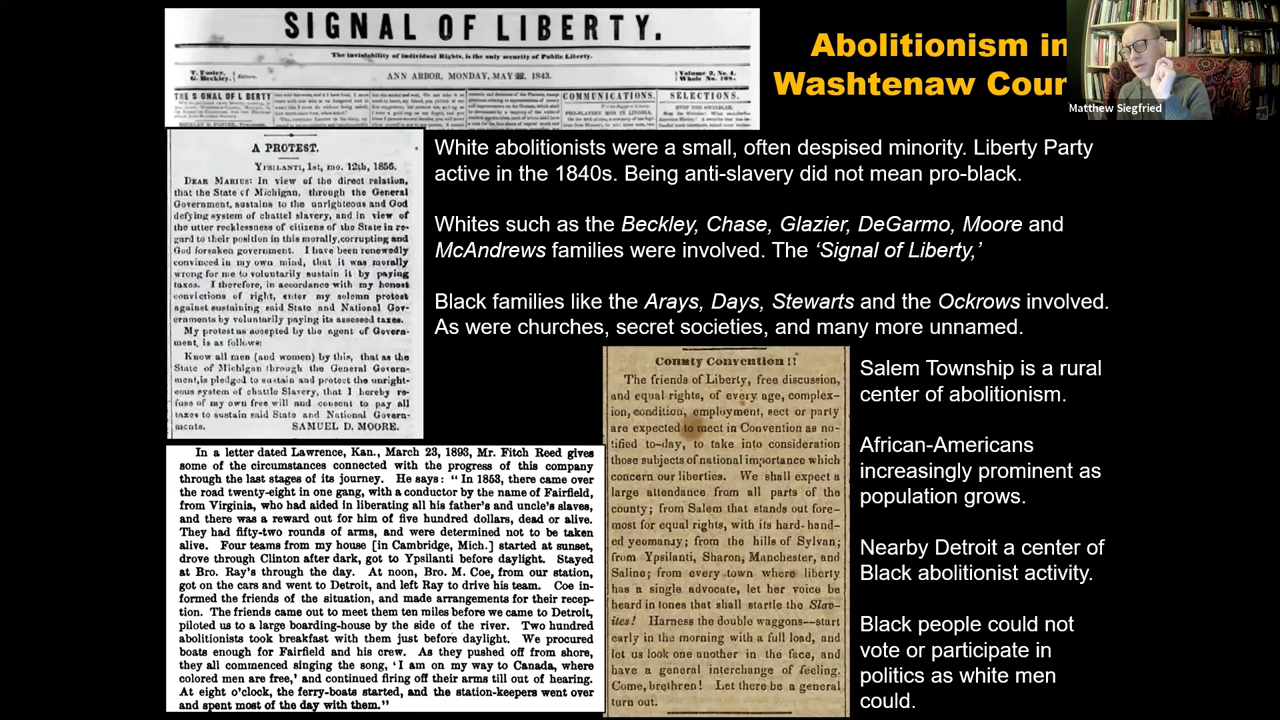 SIGNAL OF LIBERTY.
The inviolability of individual Rights, is the only security of Public Liberty.
T. Foster,
G. Beckley,
Editors.
ANN ARBOR, MONDAY, MAY 22, 1843.
Volume 3, No. 4.
Whole No. 108.
THE SIGNAL OF LIBERTY
COMMUNICATIONS.
SELECTIONS.
Abolitionism in
Washtenaw Coun
Matthew Siegfried
A PROTEST.
YPSILANTI, 1st, mo. 12th, 1856.
DEAR MARIUS: In view of the direct relation,
that the State of Michigan, through the General
Government, sustains to the unrighteous and God
defying system of chattel slavery, and in view of
the utter recklessness of citizens of the State in re-
gard to their position in this morally,corrupting and
God forsaken government. I have been renewedly
convinced in my own mind, that it was morally
wrong for me to voluntarily sustain it by paying
taxes. I therefore, in accordance with my honest
convictions of right, enter my solemn protest
against sustaining said State and National Gov-
ernments by voluntarily paying its assessed taxes.
My protest as accepted by the agent of Govern-
ment, is as follows:
Know all men (and women) by this, that as the
State of Michigan through the General Govern-
ment,is pledged to sustain and protect the unright-
eous system of chattle Slavery, that I hereby re-
fuse of my own free will and consent to pay all
taxes to sustain said State and National Govern-
ments. SAMUEL D. MOORE.
White abolitionists were a small, often despised minority. Liberty Party
active in the 1840s. Being anti-slavery did not mean pro-black.
Whites such as the Beckley, Chase, Glazier, DeGarmo, Moore and
McAndrews families were involved. The ‘Signal of Liberty,’
Black families like the Arays, Days, Stewarts and the Ockrows involved.
As were churches, secret societies, and many more unnamed.
In a letter dated Lawrence, Kan., March 23, 1893, Mr. Fitch Reed gives
some of the circumstances connected with the progress of this company
through the last stages of its journey. He says: “ In 1853, there came over
the road twenty-eight in one gang, with a conductor by the name of Fairfield,
from Virginia, who had aided in liberating all his father's and uncle's slaves,
and there was a reward out for him of five hundred dollars, dead or alive.
They had fifty-two rounds of arms, and were determined not to be taken
alive. Four teams from my house [in Cambridge, Mich.] started at sunset,
drove through Clinton after dark, got to Ypsilanti before daylight. Stayed
at Bro. Ray's through the day. At noon, Bro. M. Coe, from our station,
got on the cars and went to Detroit, and left Ray to drive his team. Coe in-
formed the friends of the situation, and made arrangements for their recep-
tion. The friends came out to meet them ten miles before we came to Detroit,
piloted us to a large boarding-house by the side of the river. Two hundred
abolitionists took breakfast with them just before daylight. We procured
boats enough for Fairfield and his crew. As they pushed off from shore,
they all commenced singing the song, ‘I am on my way to Canada, where
colored men are free,’ and continued firing off their arms till out of hearing.
At eight o'clock, the ferry-boats started, and the station-keepers went over
and spent most of the day with them.”
County Convention!!
The friends of Liberty, free discussion,
and equal rights, of every age, complex-
ion, condition, employment, sect or party
are expected to meet in Convention as no-
tified to-day, to take into consideration
those subjects of national importance which
concern our liberties. We shall expect a
large attendance from all parts of the
county; from Salem that stands out fore-
most for equal rights, with its hard-hand-
ed yeomanry; from the hills of Sylvan;
from Ypsilanti, Sharon, Manchester, and
Saline; from every town where liberty
has a single advocate, let her voice be
heard in tones that shall startle the Slav-
ites! Harness the double waggons—start
early in the morning with a full load, and
let us look one another in the face, and
have a general interchange of feeling.
Come, brethren! Let there be a general
turn out.
Salem Township is a rural
center of abolitionism.
African-Americans
increasingly prominent as
population grows.
Nearby Detroit a center of
Black abolitionist activity.
Black people could not
vote or participate in
politics as white men
could.